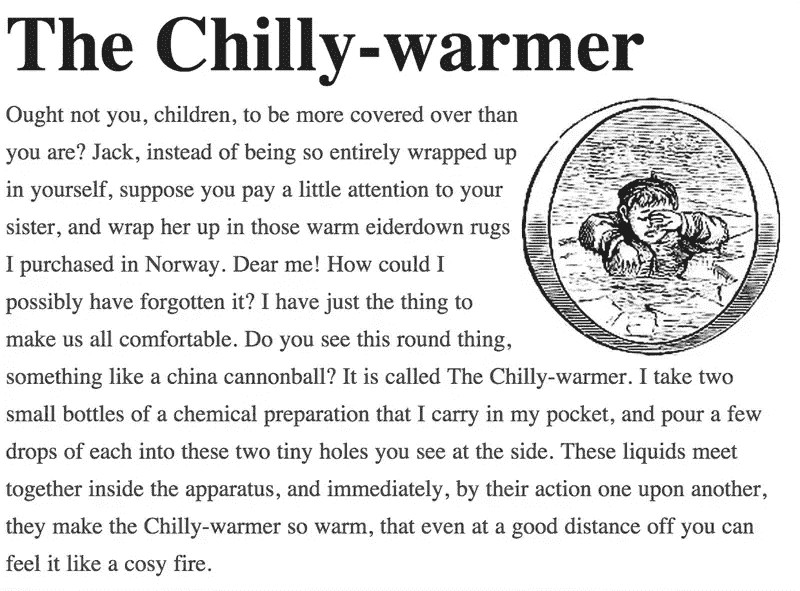 The Chilly-warmer
Ought not you, children, to be more covered over than
you are? Jack, instead of being so entirely wrapped up
in yourself, suppose you pay a little attention to your
sister, and wrap her up in those warm eiderdown rugs
I purchased in Norway. Dear me! How could I
possibly have forgotten it? I have just the thing to
make us all comfortable. Do you see this round thing,
something like a china cannonball? It is called The Chilly-warmer. I take two
small bottles of a chemical preparation that I carry in my pocket, and pour a few
drops of each into these two tiny holes you see at the side. These liquids meet
together inside the apparatus, and immediately, by their action one upon another,
they make the Chilly-warmer so warm, that even at a good distance off you can
feel it like a cosy fire.